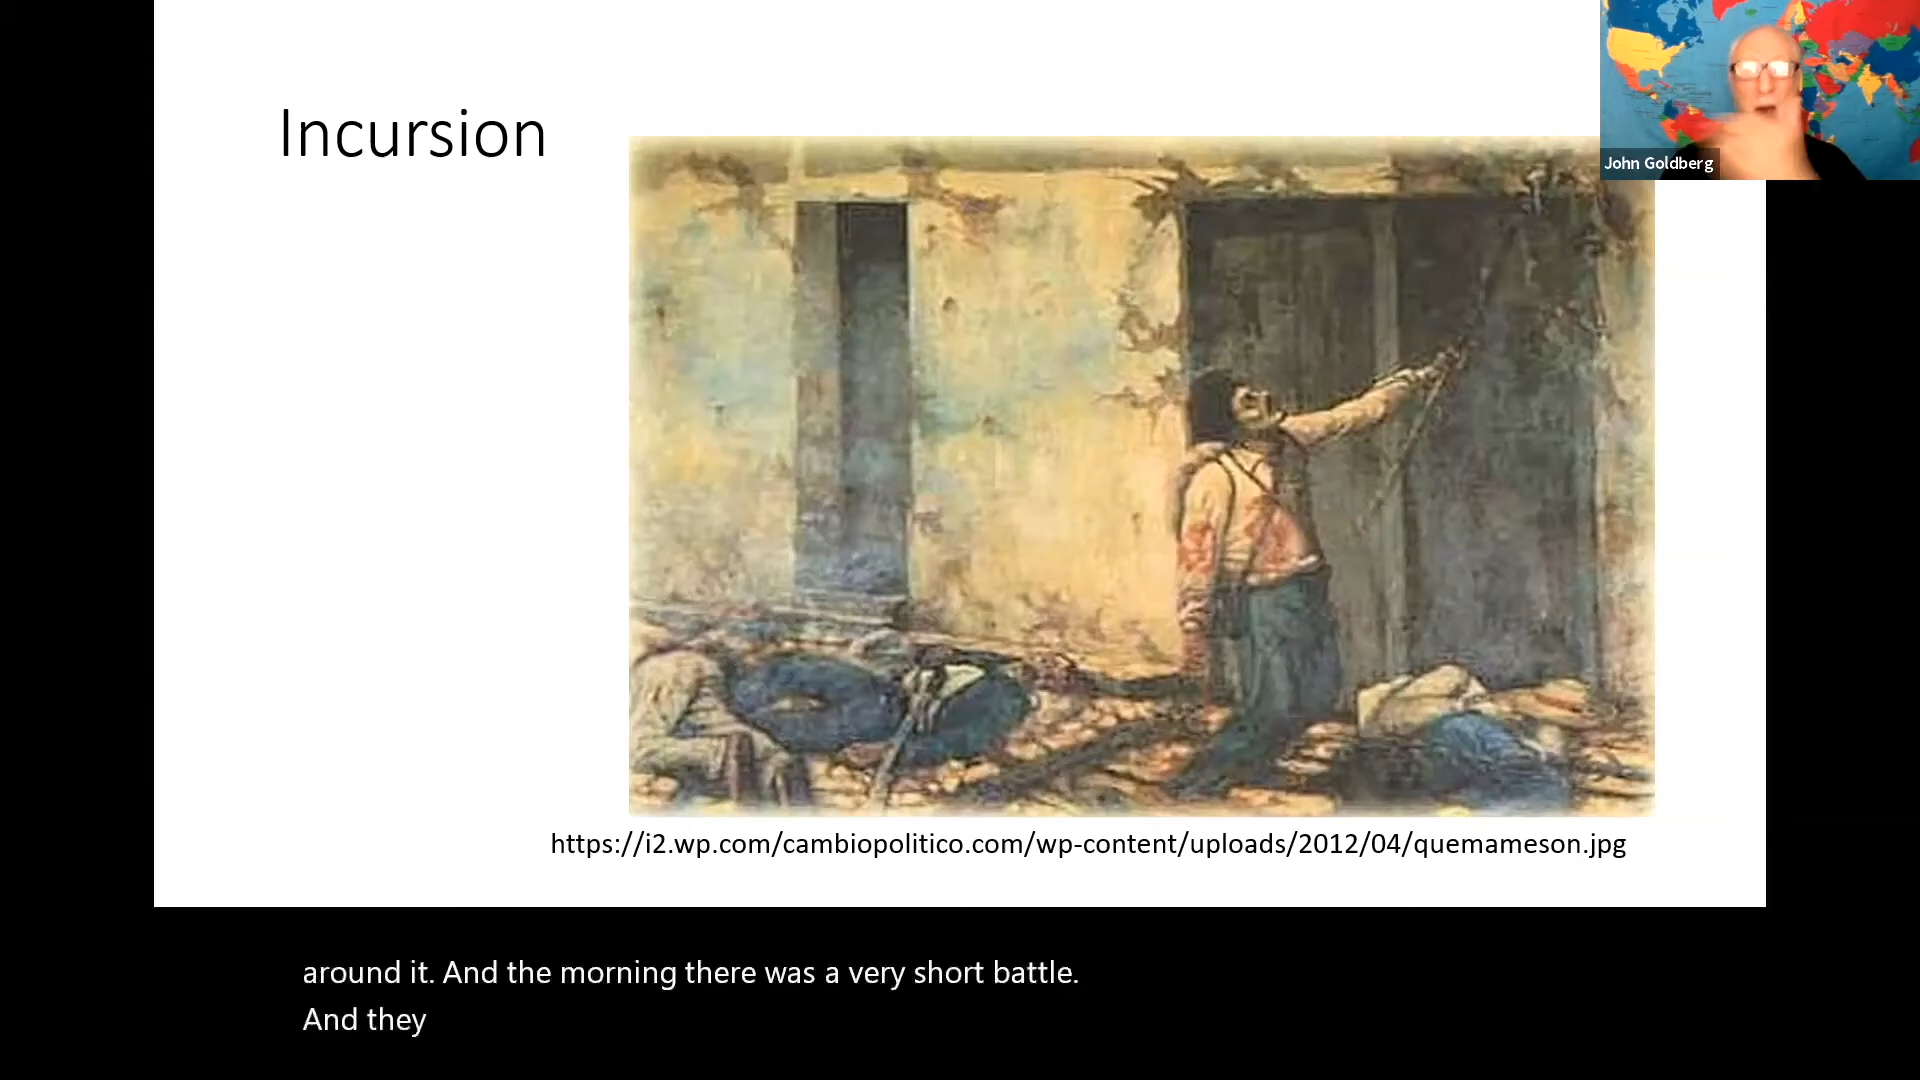 Incursion
John Goldberg
https://i2.wp.com/cambiopolitico.com/wp-content/uploads/2012/04/quemameson.jpg
around it. And the morning there was a very short battle.
And they